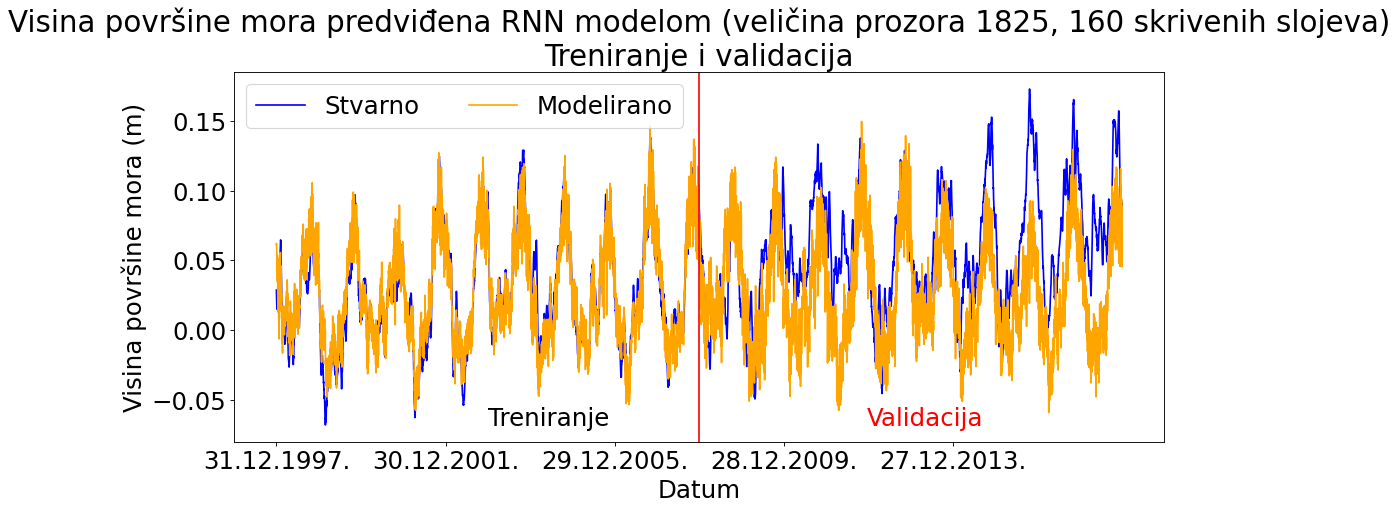 Visina površine mora predviđena RNN modelom (veličina prozora 1825, 160 skrivenih slojeva)
Treniranje i validacija
Stvarno
Modelirano
Visina površine mora (m)
0.15
0.10
0.05
0.00
−0.05
Treniranje
Validacija
31.12.1997.
30.12.2001.
29.12.2005.
28.12.2009.
27.12.2013.
Datum